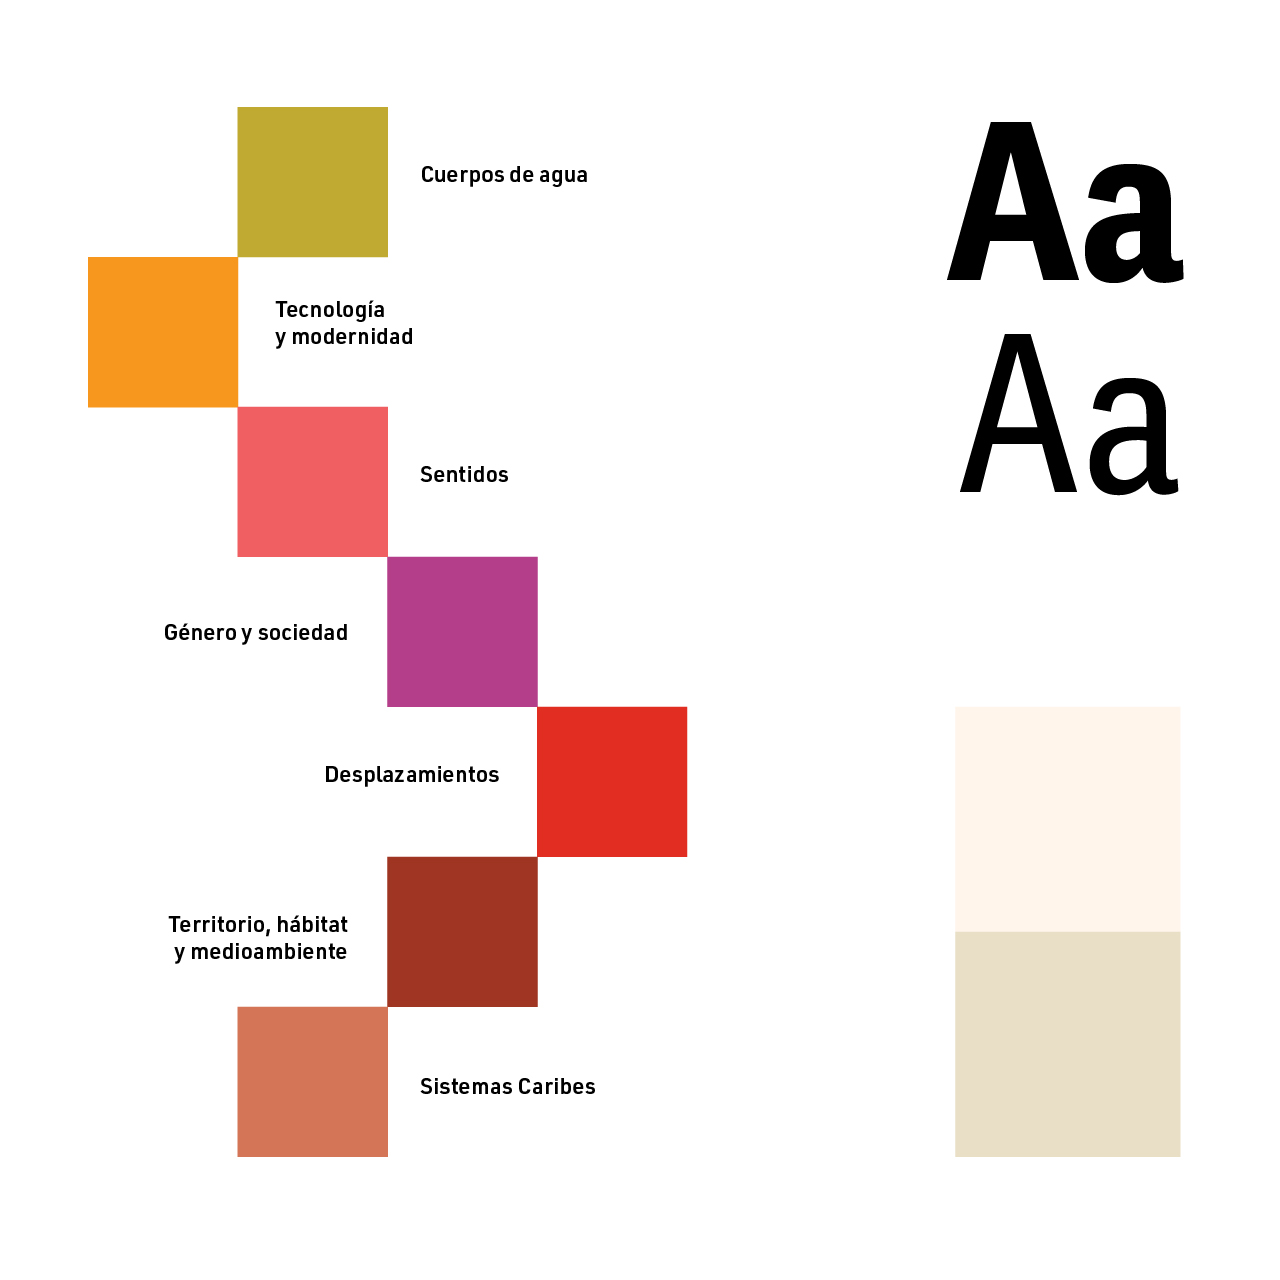 Cuerpos de agua
Tecnología
y modernidad
Sentidos
Género y sociedad
Desplazamientos
Territorio, hábitat
y medioambiente
Sistemas Caribes
Aa
Aa